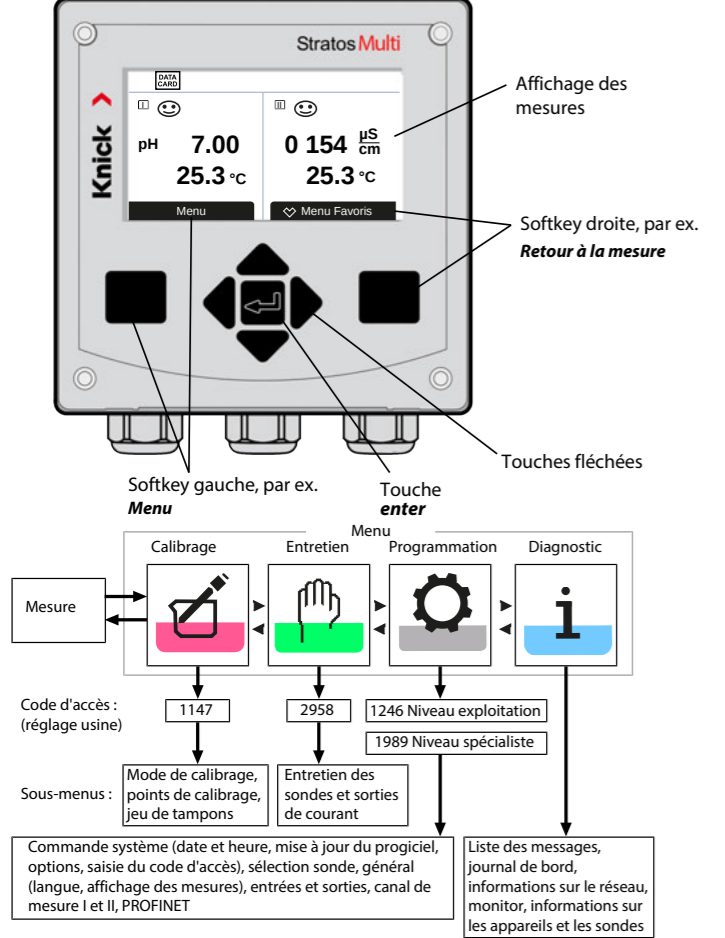 Stratos Multi
Knick >
DATA
CARD
I
II
pH 7.00
25.3 °C
0 154 µS
cm
25.3 °C
Menu
Menu Favoris
Affichage des
mesures
Softkey droite, par ex.
Retour à la mesure
Touches fléchées
Softkey gauche, par ex.
Menu
Touche
enter
Menu
Calibrage
Entretien
Programmation
Diagnostic
Mesure
i
Code d'accès :
(réglage usine)
1147
2958
1246 Niveau exploitation
1989 Niveau spécialiste
Sous-menus :
Mode de calibrage,
points de calibrage,
jeu de tampons
Entretien des
sondes et sorties
de courant
Commande système (date et heure, mise à jour du progiciel,
options, saisie du code d'accès), sélection sonde, général
(langue, affichage des mesures), entrées et sorties, canal de
mesure I et II, PROFINET
Liste des messages,
journal de bord,
informations sur le réseau,
monitor, informations sur
les appareils et les sondes